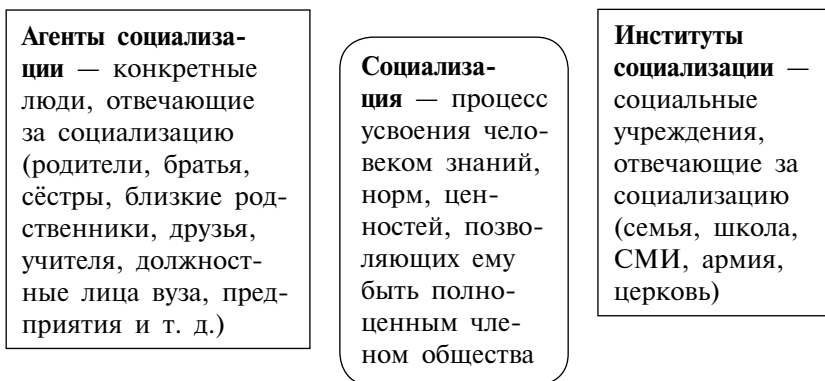 Агенты социализа-
ции — конкретные
люди, отвечающие
за социализацию
(родители, братья,
сёстры, близкие род-
ственники, друзья,
учителя, должност-
ные лица вуза, пред-
приятия и т. д.)
Социализа-
ция — процесс
усвоения чело-
веком знаний,
норм, цен-
ностей, позво-
ляющих ему
быть полно-
ценным чле-
ном общества
Институты
социализации —
социальные
учреждения,
отвечающие за
социализацию
(семья, школа,
СМИ, армия,
церковь)